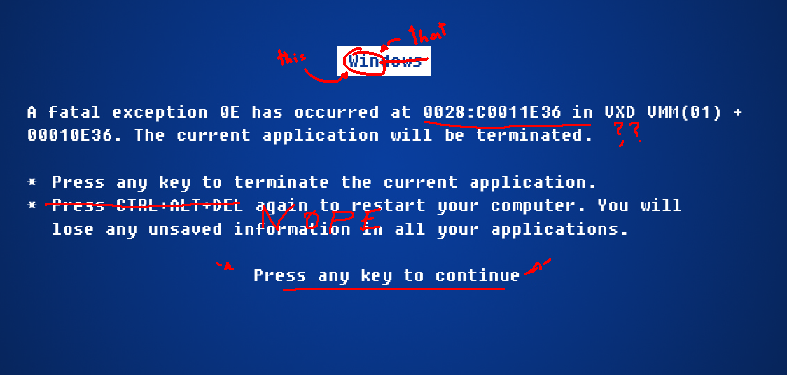 that
this
Windows
A fatal exception 0E has occurred at 0028:C0011E36 in VXD VMM(01) +
00010E36. The current application will be terminated.
??
* Press any key to terminate the current application.
* Press CTRL+ALT+DEL again to restart your computer. You will
NOPE
lose any unsaved information in all your applications.
Press any key to continue